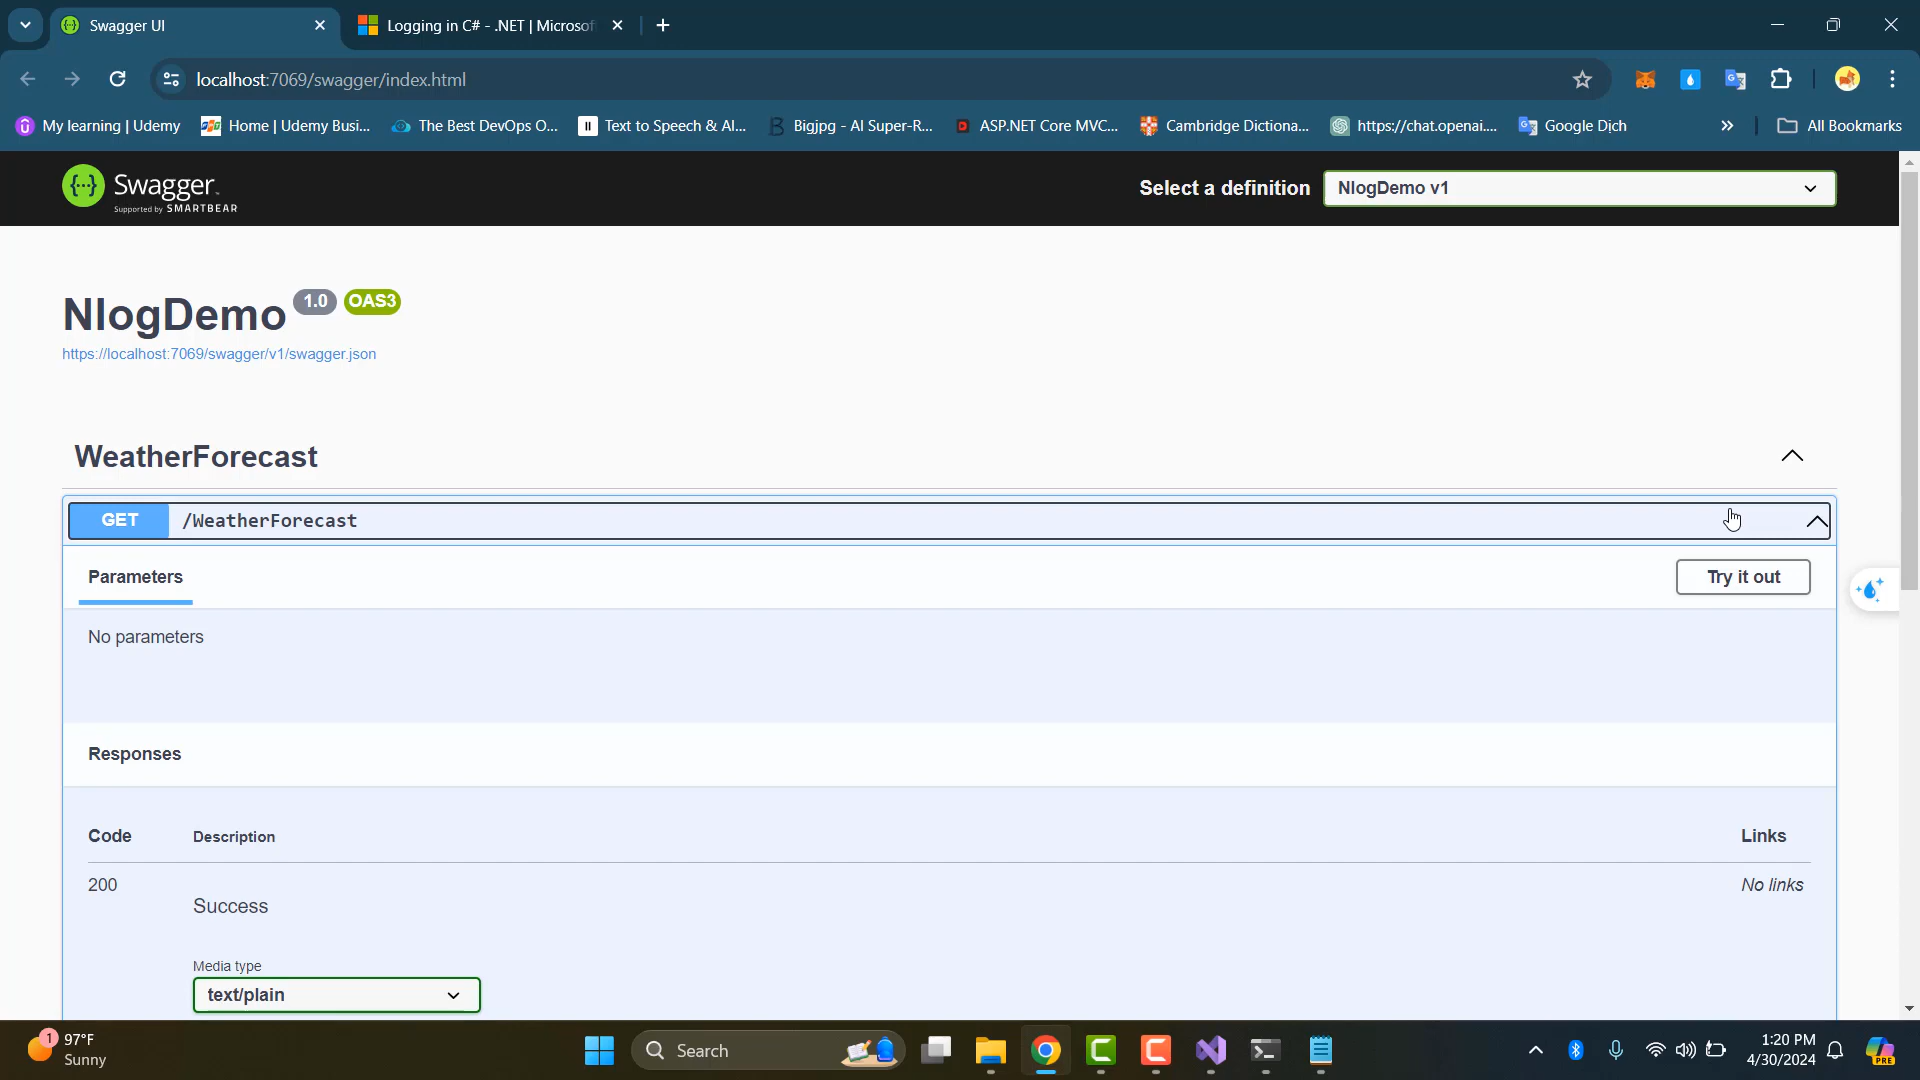 Swagger UI
Logging in C# - .NET | Microsof
localhost:7069/swagger/index.html
My learning | Udemy
Home | Udemy Busi...
The Best DevOps O...
Text to Speech & AI...
Bigjpg - AI Super-R...
ASP.NET Core MVC...
Cambridge Dictiona...
https://chat.openai....
Google Dịch
All Bookmarks
Swagger
Supported by SMARTBEAR
Select a definition
NlogDemo v1
NlogDemo 1.0 OAS3
https://localhost:7069/swagger/v1/swagger.json
WeatherForecast
GET /WeatherForecast
Parameters
Try it out
No parameters
Responses
Code Description Links
200
Success
No links
Media type
text/plain
1
97°F
Sunny
Search
1:20 PM
4/30/2024
PRE